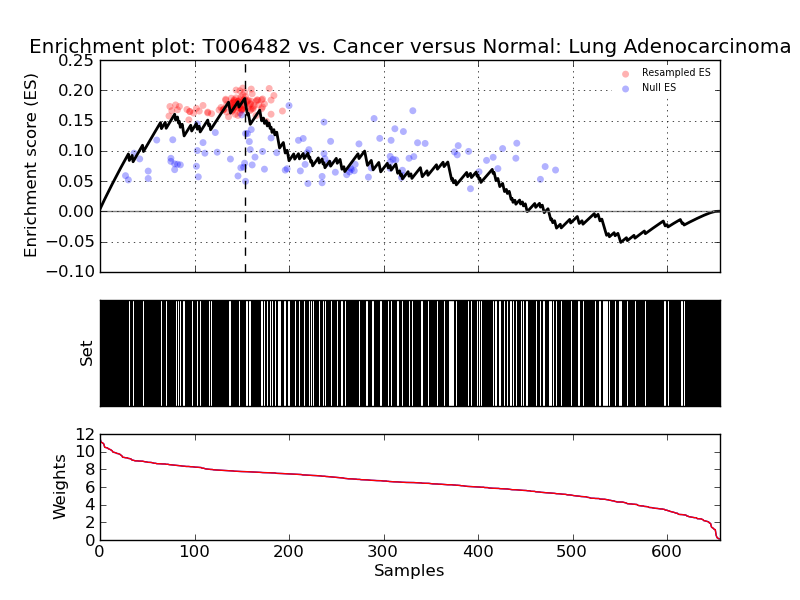 Enrichment plot: T006482 vs. Cancer versus Normal: Lung Adenocarcinoma
Enrichment score (ES)
0.25
0.20
0.15
0.10
0.05
0.00
−0.05
−0.10
Resampled ES
Null ES
Set
Weights
12
10
8
6
4
2
0
0 100 200 300 400 500 600
Samples